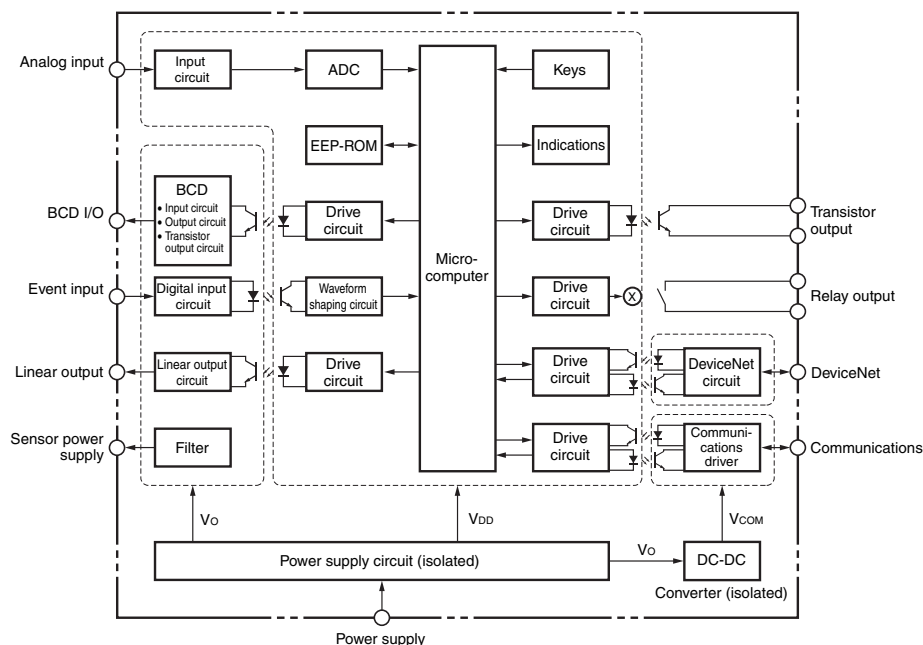 Analog input
Input
circuit
ADC
Keys
EEP-ROM
Indications
BCD I/O
BCD
• Input circuit
• Output circuit
• Transistor
output circuit
Drive
circuit
Micro-
computer
Drive
circuit
Transistor
output
Event input
Digital input
circuit
Waveform
shaping circuit
Drive
circuit
X
Relay output
Linear output
Linear output
circuit
Drive
circuit
Drive
circuit
DeviceNet
circuit
DeviceNet
Sensor power
supply
Filter
Drive
circuit
Communi-
cations
driver
Communications
VO
VDD
VCOM
Power supply circuit (isolated)
VO
DC-DC
Converter (isolated)
Power supply